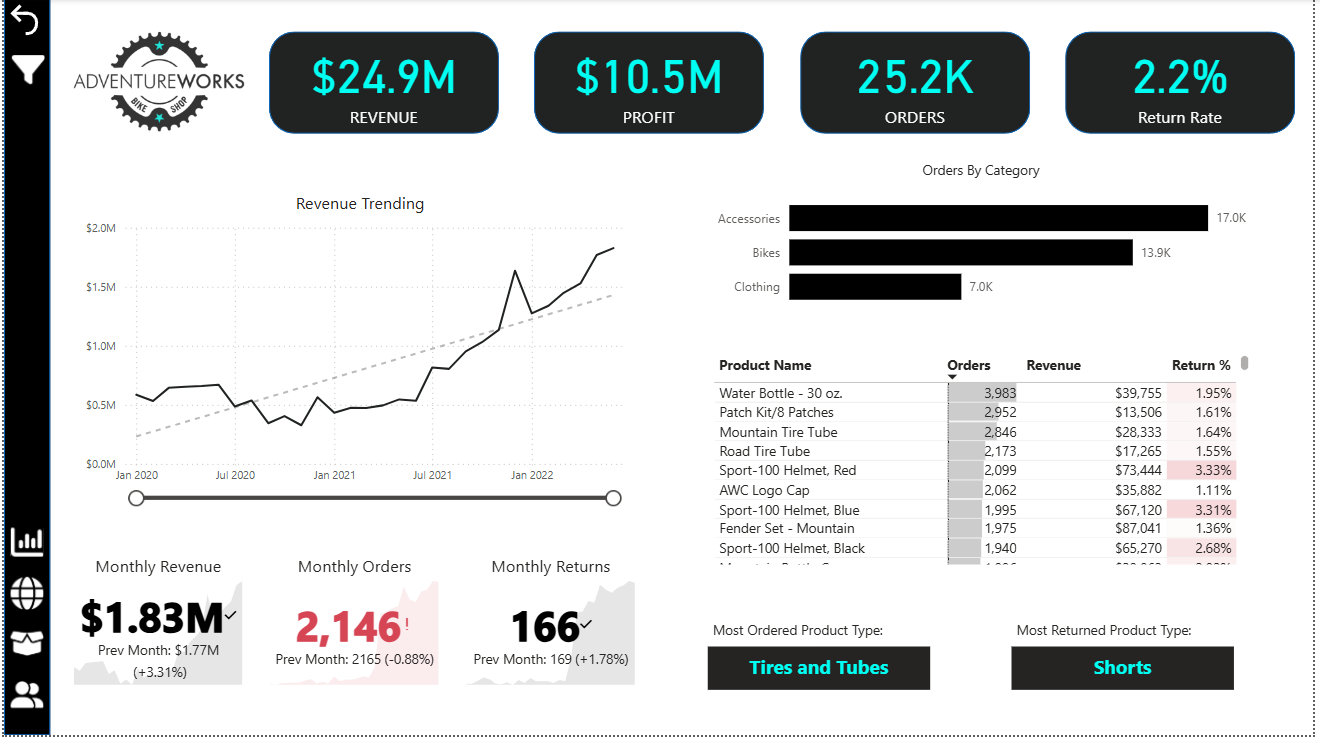 ADVENTUREWORKS
BIKE SHOP
$24.9M
REVENUE
$10.5M
PROFIT
25.2K
ORDERS
2.2%
Return Rate
Revenue Trending
$2.0M
$1.5M
$1.0M
$0.5M
$0.0M
Jan 2020 Jul 2020 Jan 2021 Jul 2021 Jan 2022
Orders By Category
Accessories 17.0K
Bikes 13.9K
Clothing 7.0K
Product Name Orders Revenue Return %
Water Bottle - 30 oz. 3,983 $39,755 1.95%
Patch Kit/8 Patches 2,952 $13,506 1.61%
Mountain Tire Tube 2,846 $28,333 1.64%
Road Tire Tube 2,173 $17,265 1.55%
Sport-100 Helmet, Red 2,099 $73,444 3.33%
AWC Logo Cap 2,062 $35,882 1.11%
Sport-100 Helmet, Blue 1,995 $67,120 3.31%
Fender Set - Mountain 1,975 $87,041 1.36%
Sport-100 Helmet, Black 1,940 $65,270 2.68%
Monthly Revenue
$1.83M
Prev Month: $1.77M
(+3.31%)
Monthly Orders
2,146!
Prev Month: 2165 (-0.88%)
Monthly Returns
166
Prev Month: 169 (+1.78%)
Most Ordered Product Type:
Tires and Tubes
Most Returned Product Type:
Shorts